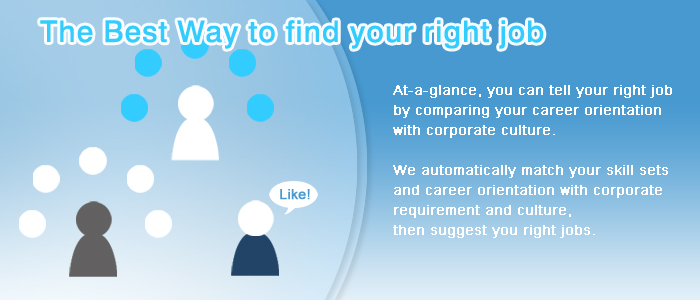 The Best Way to find your right job
Like!
At-a-glance, you can tell your right job
by comparing your career orientation
with corporate culture.
We automatically match your skill sets
and career orientation with corporate
requirement and culture,
then suggest you right jobs.